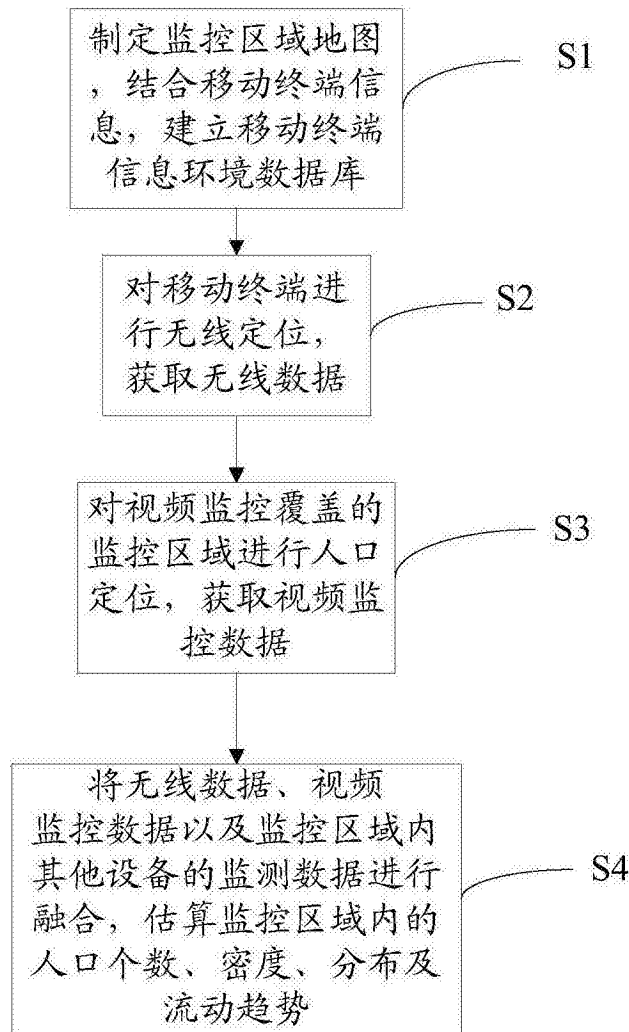 制定监控区域地图
，结合移动终端信
息，建立移动终端
信息环境数据库
S1
对移动终端进
行无线定位，
获取无线数据
S2
对视频监控覆盖的
监控区域进行人口
定位，获取视频监
控数据
S3
将无线数据、视频
监控数据以及监控区域内
其他设备的监测数据进行
融合，估算监控区域内的
人口个数、密度、分布及
流动趋势
S4